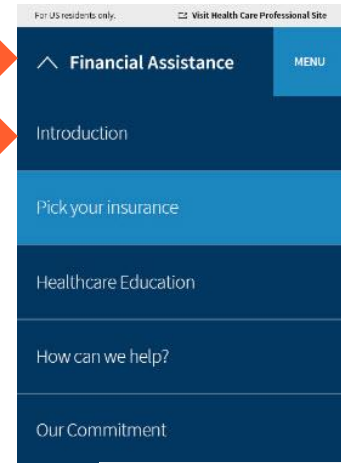 For US residents only. Visit Health Care Professional Site
Financial Assistance MENU
Introduction
Pick your insurance
Healthcare Education
How can we help?
Our Commitment